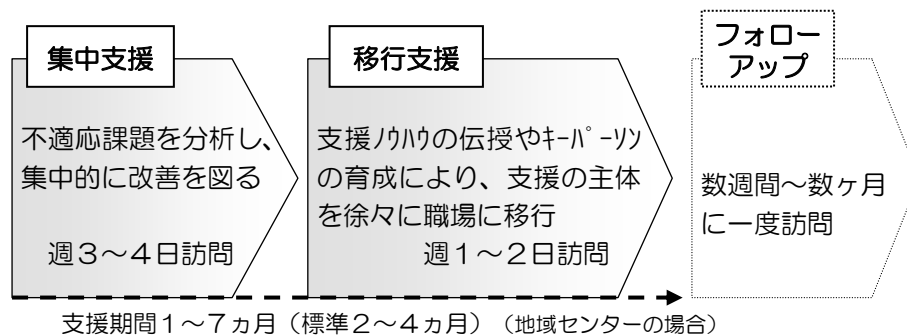 集中支援
不適応課題を分析し、
集中的に改善を図る
週3～4日訪問
移行支援
支援ﾉｳﾊｳの伝授やｷｰﾊﾟｰｿﾝ
の育成により、支援の主体
を徐々に職場に移行
週1～2日訪問
フォロー
アップ
数週間～数ヶ月
に一度訪問
支援期間1～7ヵ月（標準2～4ヵ月）（地域センターの場合）